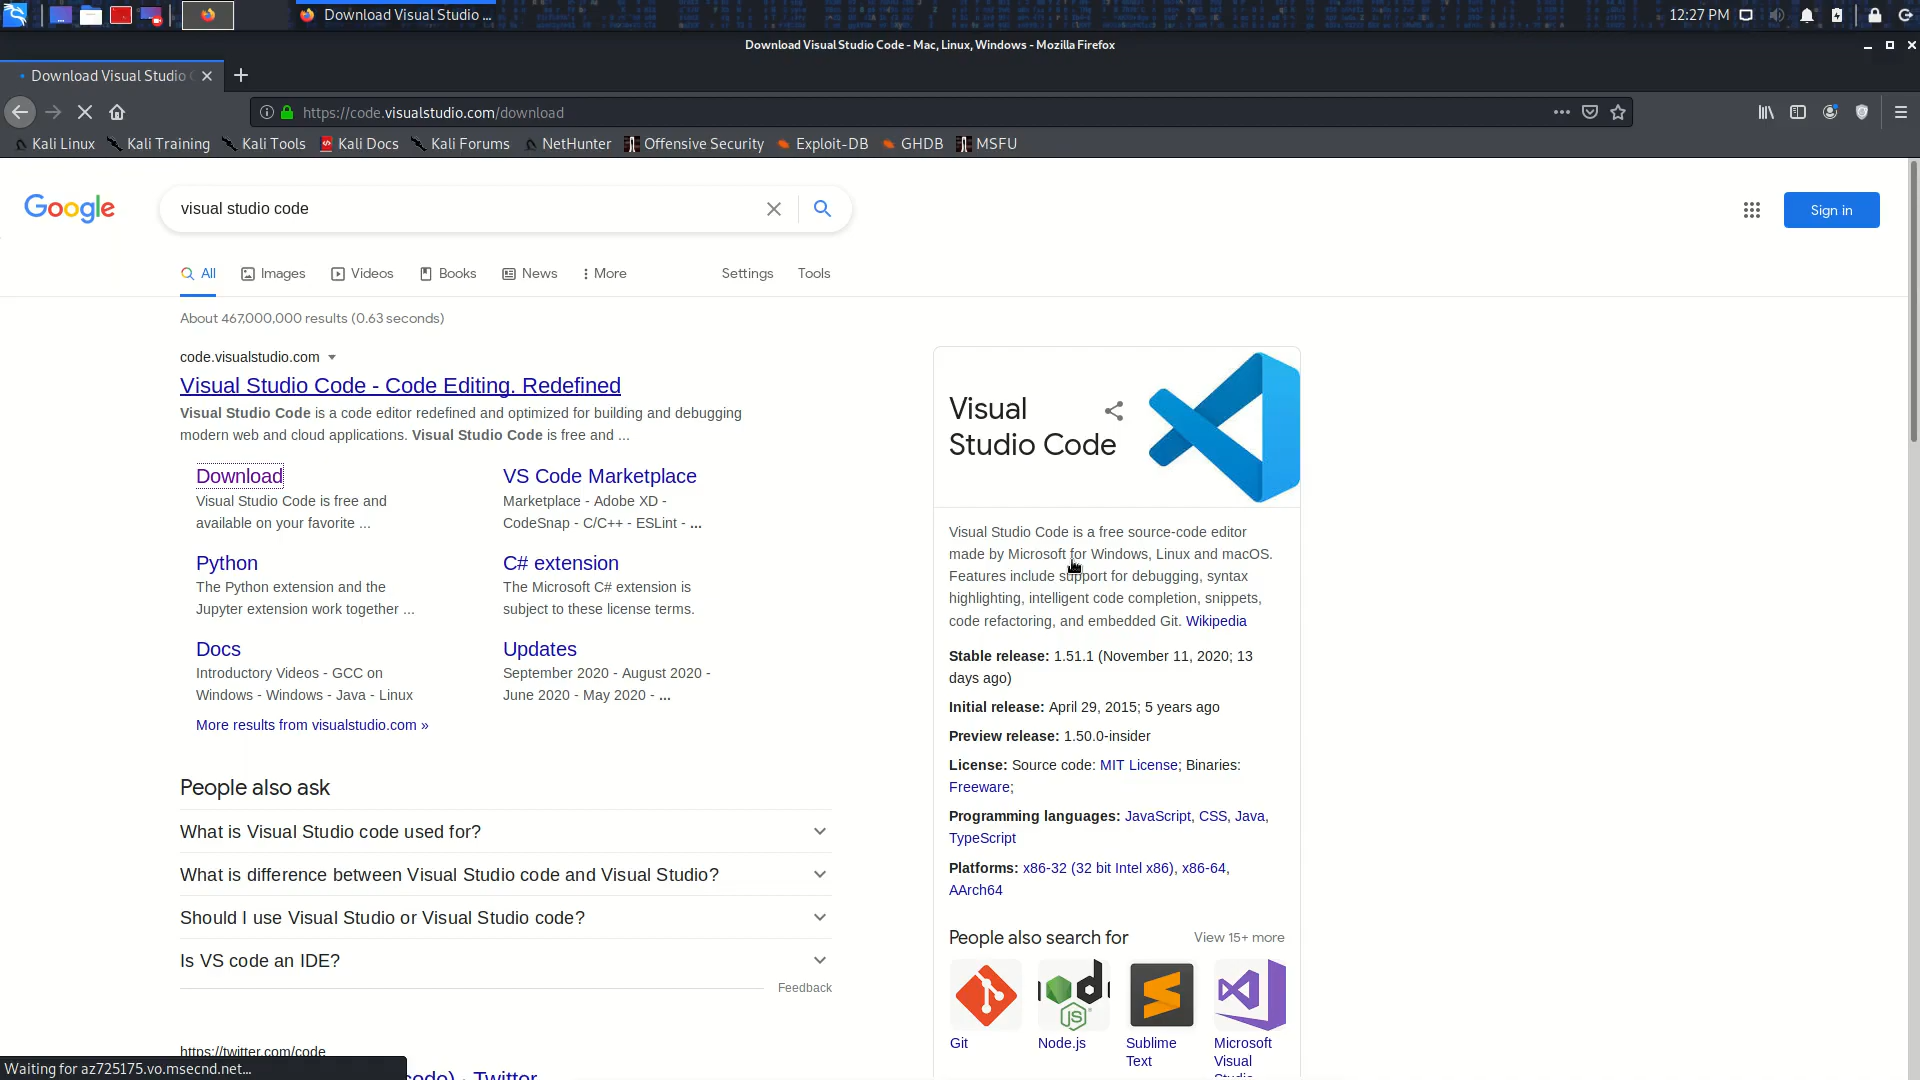 Download Visual Studio ...
12:27 PM
Download Visual Studio Code - Mac, Linux, Windows - Mozilla Firefox
Download Visual Studio
https://code.visualstudio.com/download
Kali Linux Kali Training Kali Tools Kali Docs Kali Forums NetHunter Offensive Security Exploit-DB GHDB MSFU
Google
visual studio code
Sign in
All Images Videos Books News More Settings Tools
About 467,000,000 results (0.63 seconds)
code.visualstudio.com
Visual Studio Code - Code Editing. Redefined
Visual Studio Code is a code editor redefined and optimized for building and debugging
modern web and cloud applications. Visual Studio Code is free and ...
Download
Visual Studio Code is free and
available on your favorite ...
VS Code Marketplace
Marketplace - Adobe XD -
CodeSnap - C/C++ - ESLint - ...
Python
The Python extension and the
Jupyter extension work together ...
C# extension
The Microsoft C# extension is
subject to these license terms.
Docs
Introductory Videos - GCC on
Windows - Windows - Java - Linux
Updates
September 2020 - August 2020 -
June 2020 - May 2020 - ...
More results from visualstudio.com »
People also ask
What is Visual Studio code used for?
What is difference between Visual Studio code and Visual Studio?
Should I use Visual Studio or Visual Studio code?
Is VS code an IDE?
Feedback
https://twitter.com/code
code) - Twitter
Waiting for az725175.vo.msecnd.net...
Visual
Studio Code
Visual Studio Code is a free source-code editor
made by Microsoft for Windows, Linux and macOS.
Features include support for debugging, syntax
highlighting, intelligent code completion, snippets,
code refactoring, and embedded Git. Wikipedia
Stable release: 1.51.1 (November 11, 2020; 13
days ago)
Initial release: April 29, 2015; 5 years ago
Preview release: 1.50.0-insider
License: Source code: MIT License; Binaries:
Freeware;
Programming languages: JavaScript, CSS, Java,
TypeScript
Platforms: x86-32 (32 bit Intel x86), x86-64,
AArch64
People also search for
View 15+ more
Git
Node.js
Sublime
Text
Microsoft
Visual
Studio